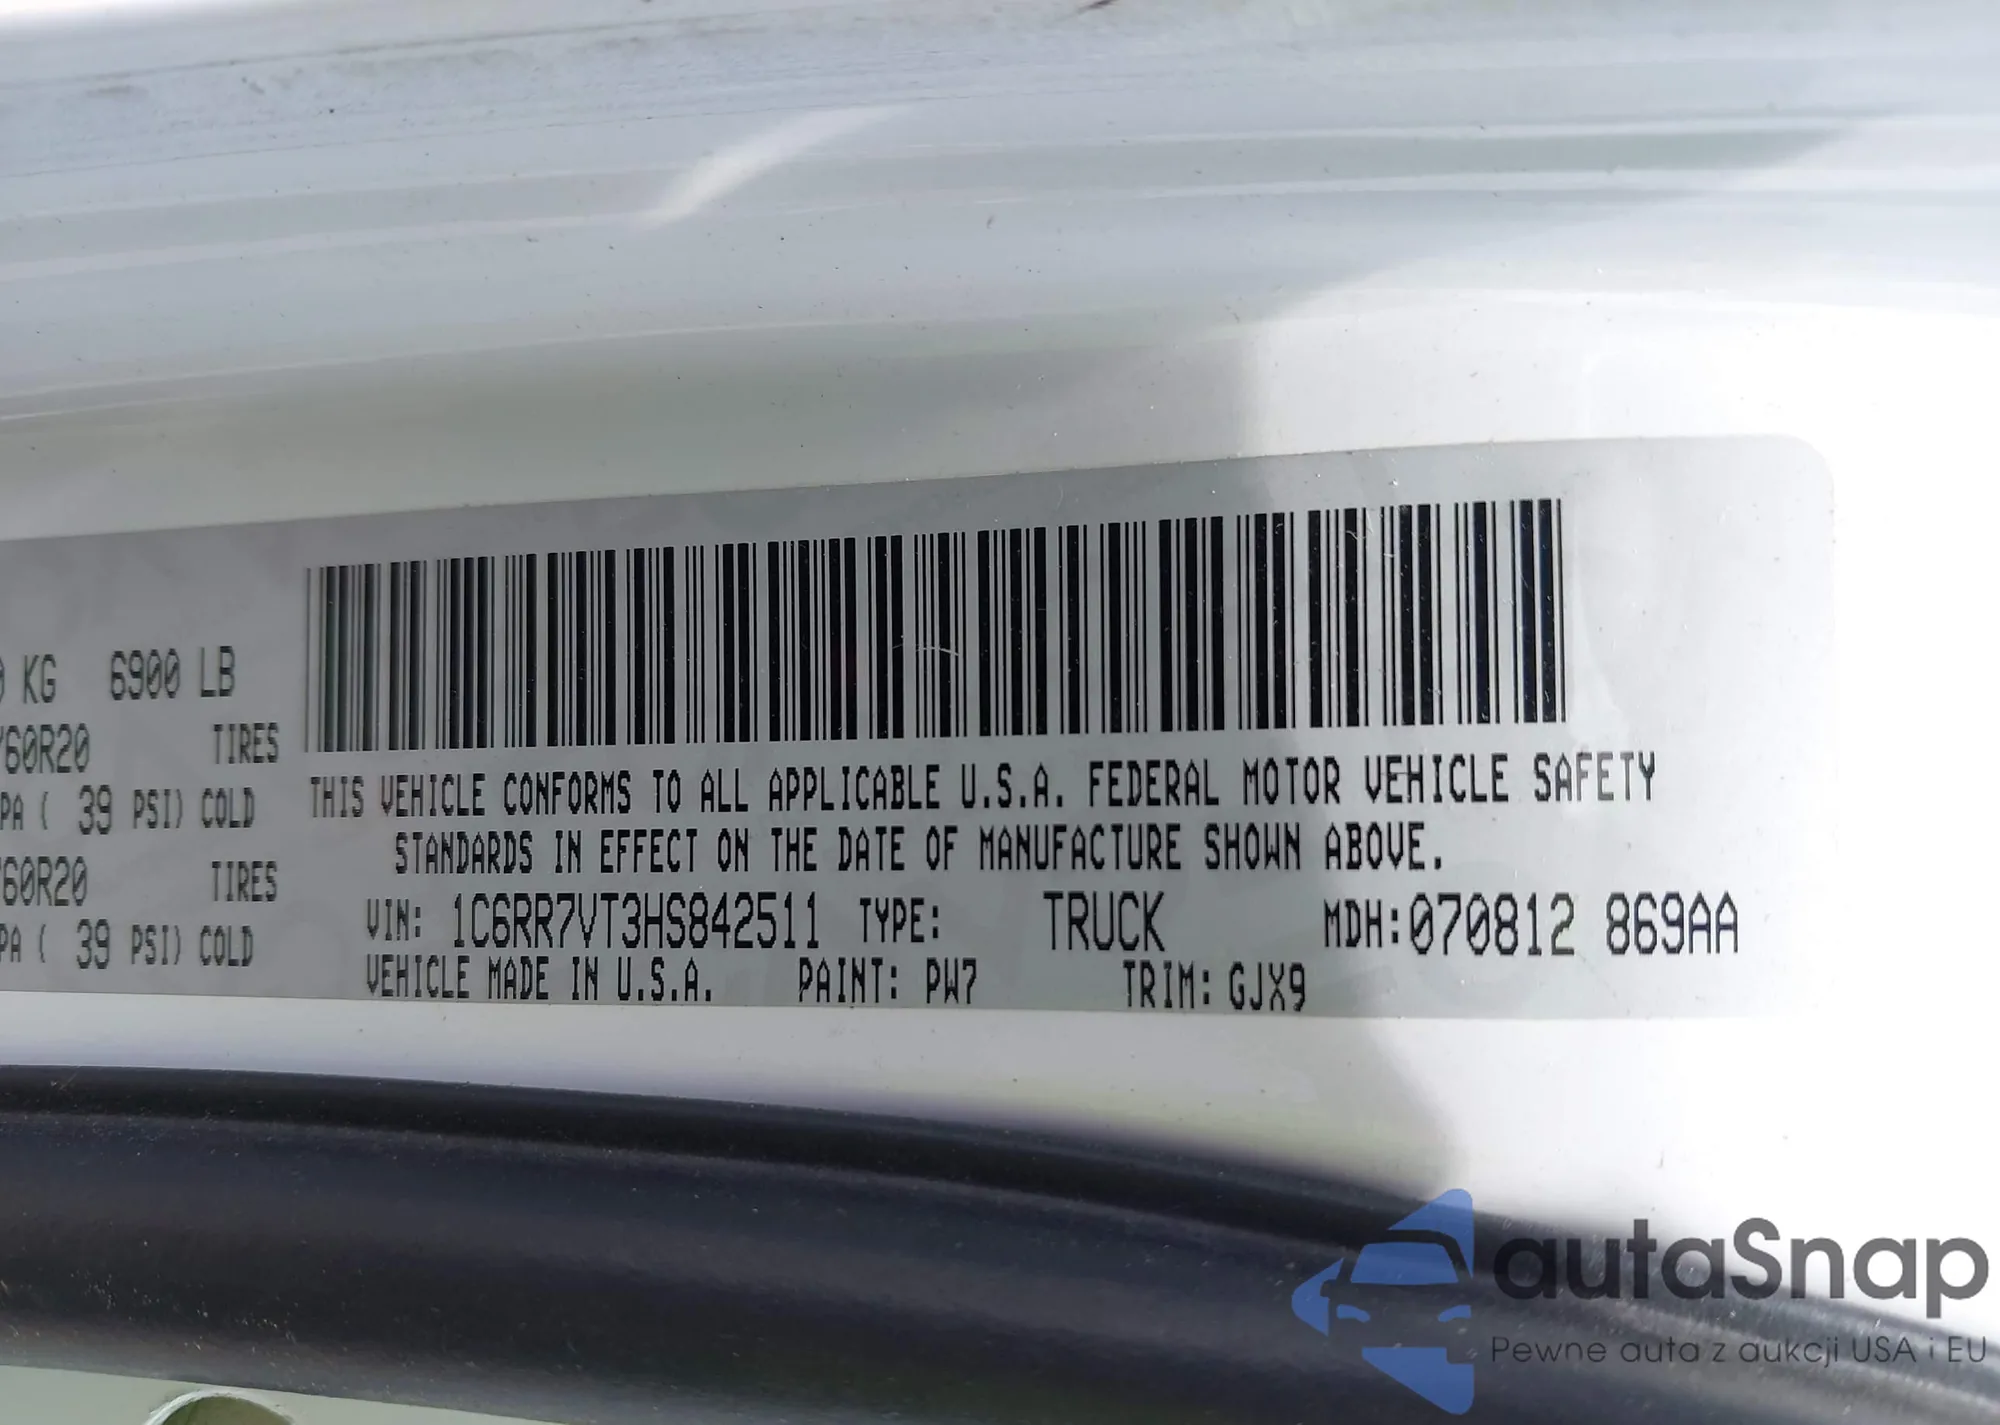 0 KG 6900 LB
/60R20 TIRES
PA ( 39 PSI) COLD
/60R20 TIRES
PA ( 39 PSI) COLD
THIS VEHICLE CONFORMS TO ALL APPLICABLE U.S.A. FEDERAL MOTOR VEHICLE SAFETY
STANDARDS IN EFFECT ON THE DATE OF MANUFACTURE SHOWN ABOVE.
VIN: 1C6RR7VT3HS842511 TYPE: TRUCK MDH:070812 869AA
VEHICLE MADE IN U.S.A. PAINT: PW7 TRIM: GJX9
autaSnap
Pewne auta z aukcji USA i EU